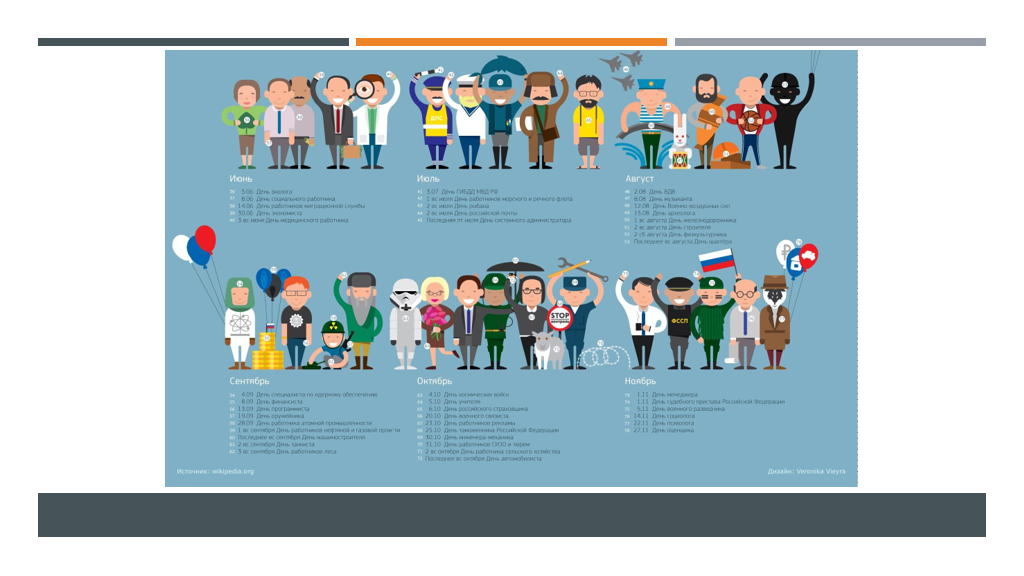 ДПС
Июнь
5.06 День эколога
8.06 День социального работника
14.06 День работников миграционной службы
30.06 День экономиста
3 вс июня День медицинского работника
Июль
3.07 День ГИБДД МВД РФ
1 вс июля День работников морского и речного флота
2 вс июля День рыбака
2 вс июля День российской почты
Последняя пт июля День системного администратора
Август
2.08 День ВДВ
8.08 День музыканта
12.08 День Военно-воздушных сил
15.08 День археолога
1 вс августа День железнодорожника
2 вс августа День строителя
2 сб августа День физкультурника
Последнее вс августа День шахтёра
STOP
ФССП
Сентябрь
4.09 День специалиста по ядерному обеспечению
8.09 День финансиста
13.09 День программиста
19.09 День оружейника
28.09 День работника атомной промышленности
1 вс сентября День работников нефтяной и газовой пром-ти
Последнее вс сентября День машиностроителя
2 вс сентября День танкиста
3 вс сентября День работников леса
Октябрь
4.10 День космических войск
5.10 День учителя
6.10 День российского страховщика
20.10 День военного связиста
23.10 День работников рекламы
25.10 День таможенника Российской Федерации
30.10 День инженера-механика
31.10 День работников СИЗО и тюрем
2 вс октября День работника сельского хозяйства
Последнее вс октября День автомобилиста
Ноябрь
1.11 День менеджера
1.11 День судебного пристава Российской Федерации
5.11 День военного разведчика
14.11 День социолога
22.11 День психолога
27.11 День оценщика
Источник: wikipedia.org
Дизайн: Veronika Vieyra